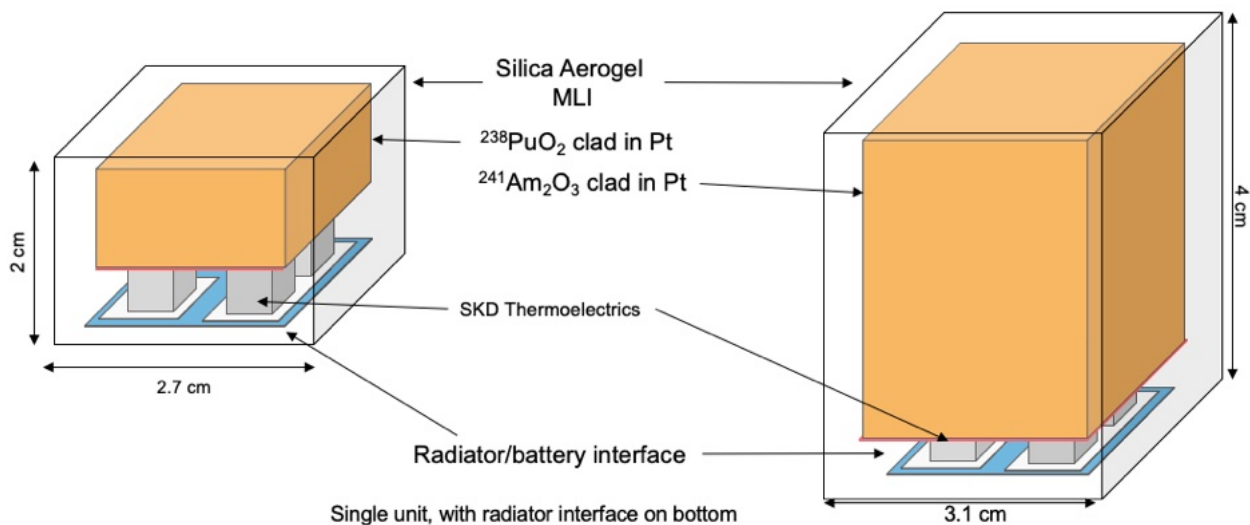 Silica Aerogel
MLI
²³⁸PuO₂ clad in Pt
²⁴¹Am₂O₃ clad in Pt
2 cm
4 cm
SKD Thermoelectrics
2.7 cm
Radiator/battery interface
3.1 cm
Single unit, with radiator interface on bottom